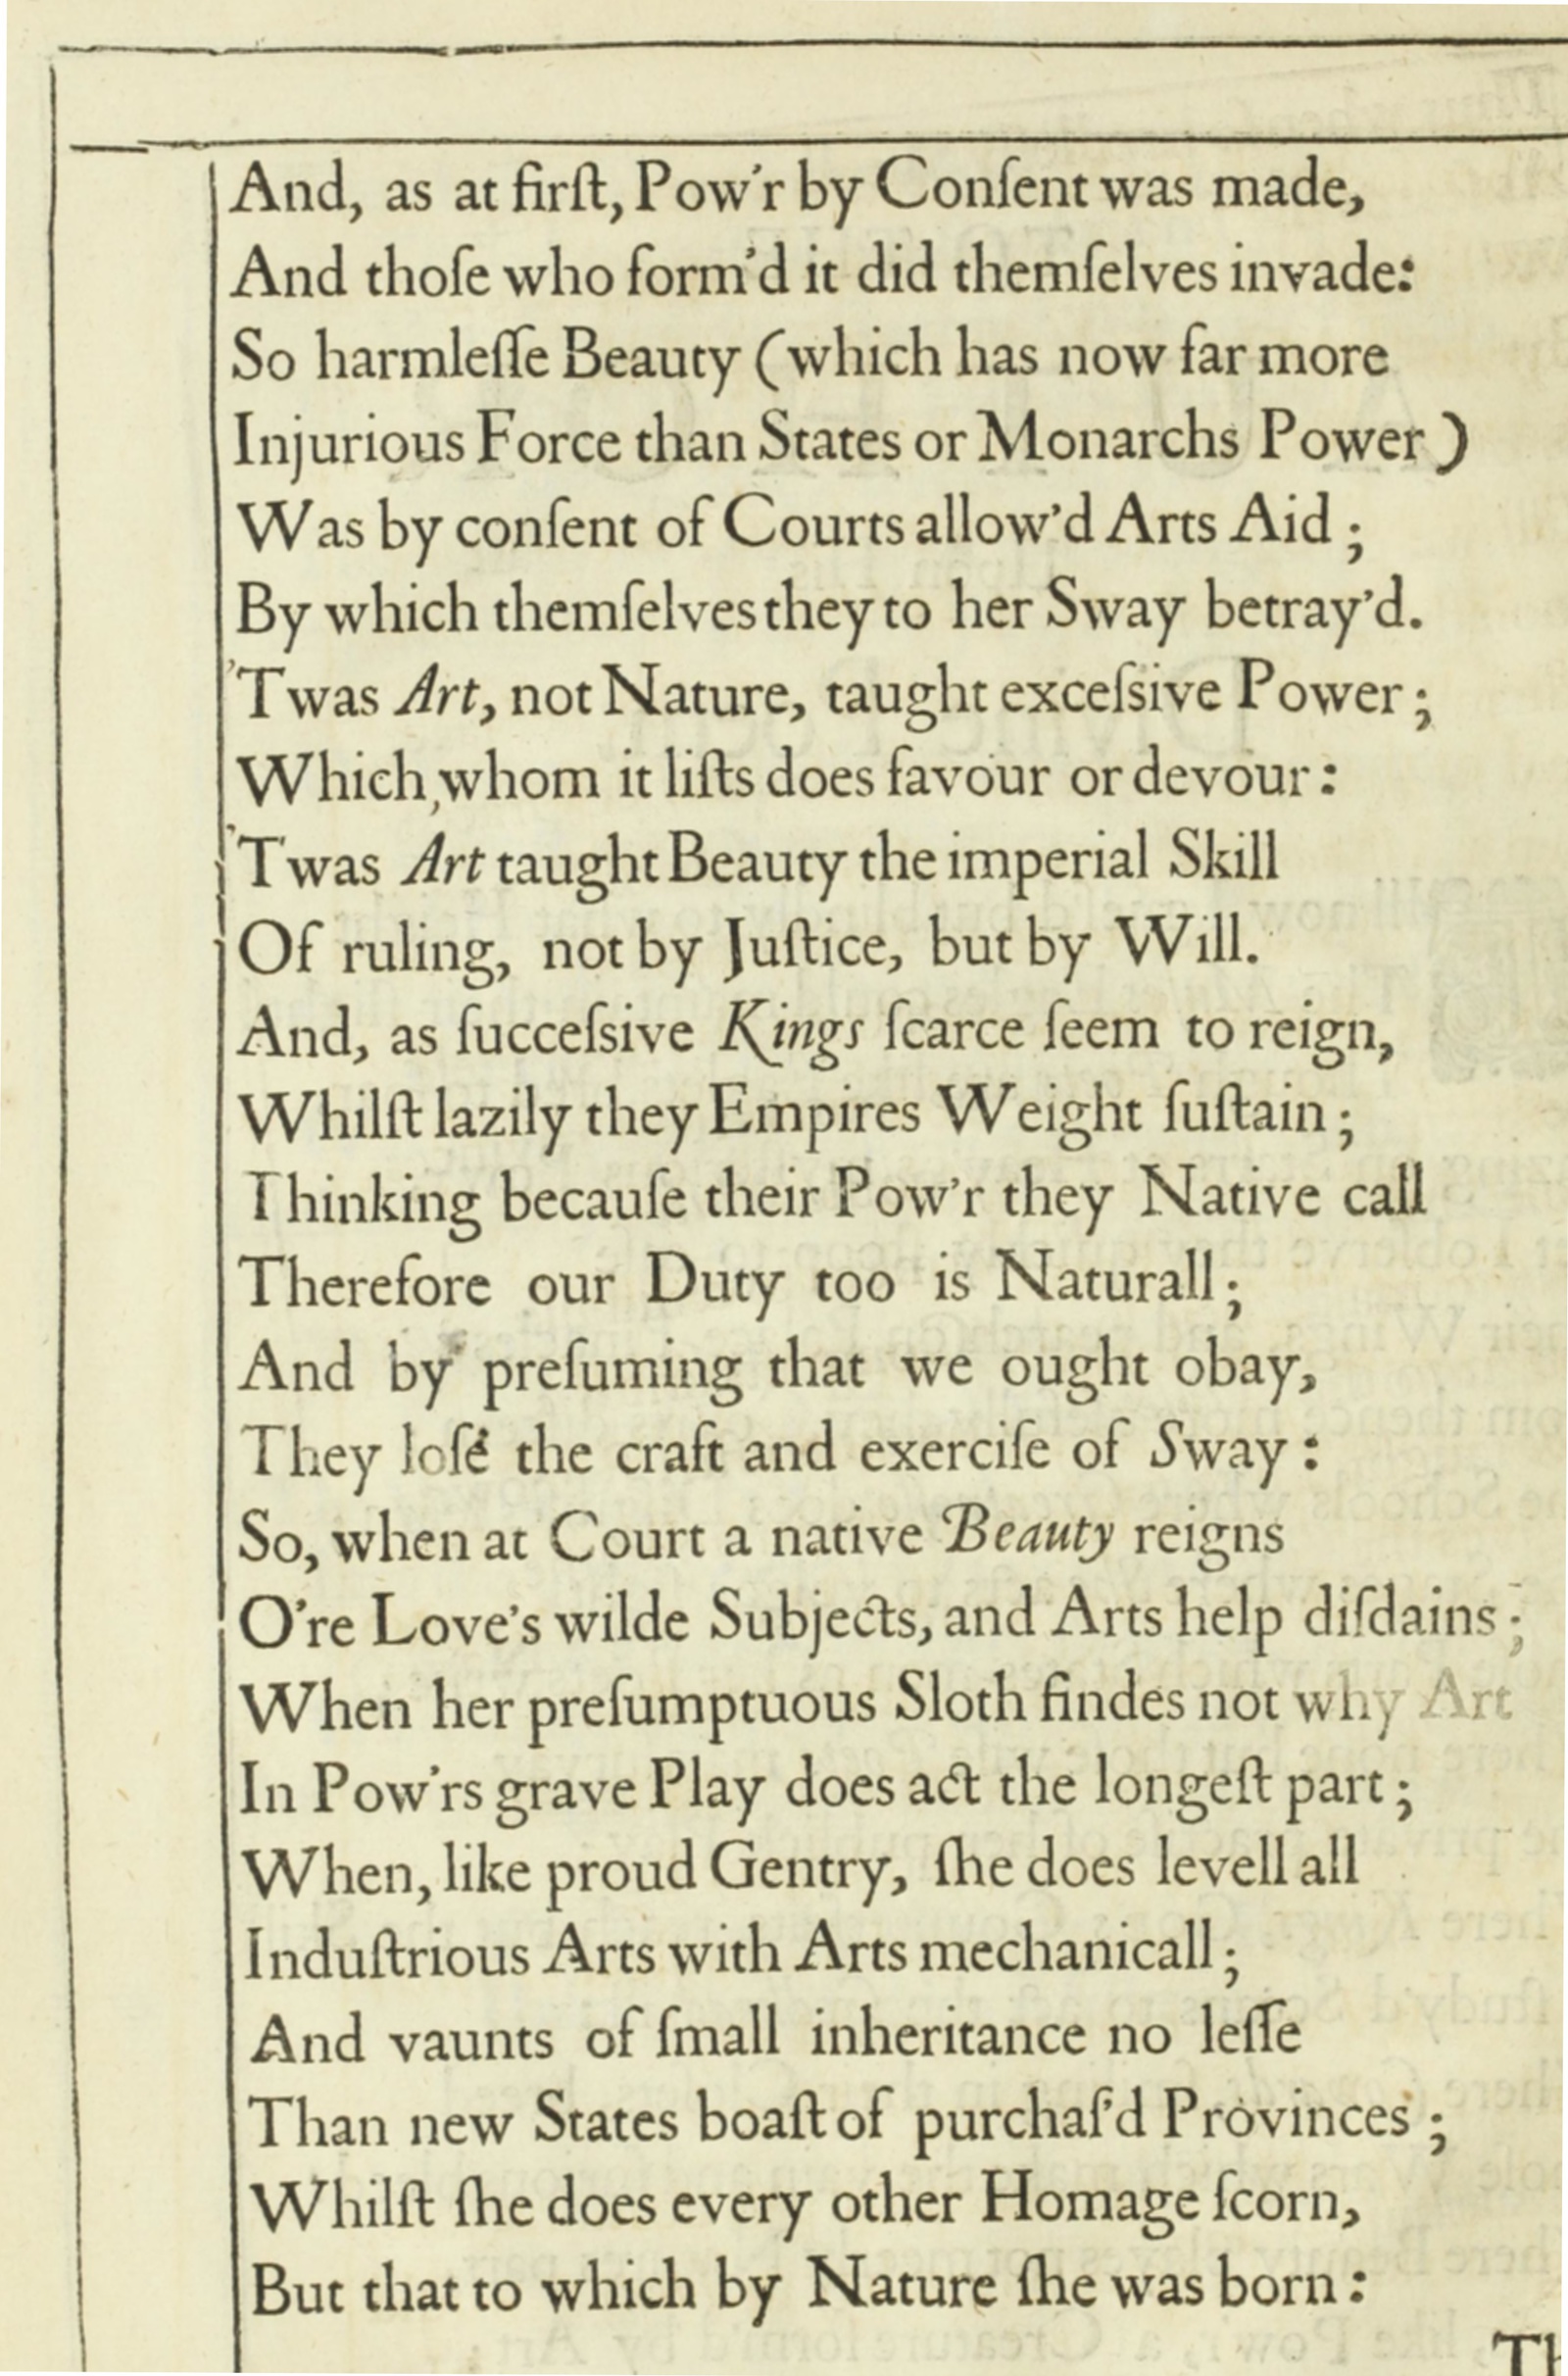 And, as at firſt, Pow'r by Conſent was made,
And thoſe who form'd it did themſelves invade:
So harmleſſe Beauty (which has now far more
Injurious Force than States or Monarchs Power)
Was by conſent of Courts allow'd Arts Aid;
By which themſelves they to her Sway betray'd.
'Twas Art, not Nature, taught exceſsive Power;
Which, whom it liſts does favour or devour:
'Twas Art taught Beauty the imperial Skill
Of ruling, not by Juſtice, but by Will.
And, as ſucceſsive Kings ſcarce ſeem to reign,
Whilſt lazily they Empires Weight ſuſtain;
Thinking becauſe their Pow'r they Native call
Therefore our Duty too is Naturall;
And by preſuming that we ought obay,
They loſe the craft and exerciſe of Sway:
So, when at Court a native Beauty reigns
O're Love's wilde Subjects, and Arts help diſdains;
When her preſumptuous Sloth findes not why Art
In Pow'rs grave Play does act the longeſt part;
When, like proud Gentry, ſhe does levell all
Induſtrious Arts with Arts mechanicall;
And vaunts of ſmall inheritance no leſſe
Than new States boaſt of purchaſ'd Provinces;
Whilſt ſhe does every other Homage ſcorn,
But that to which by Nature ſhe was born: